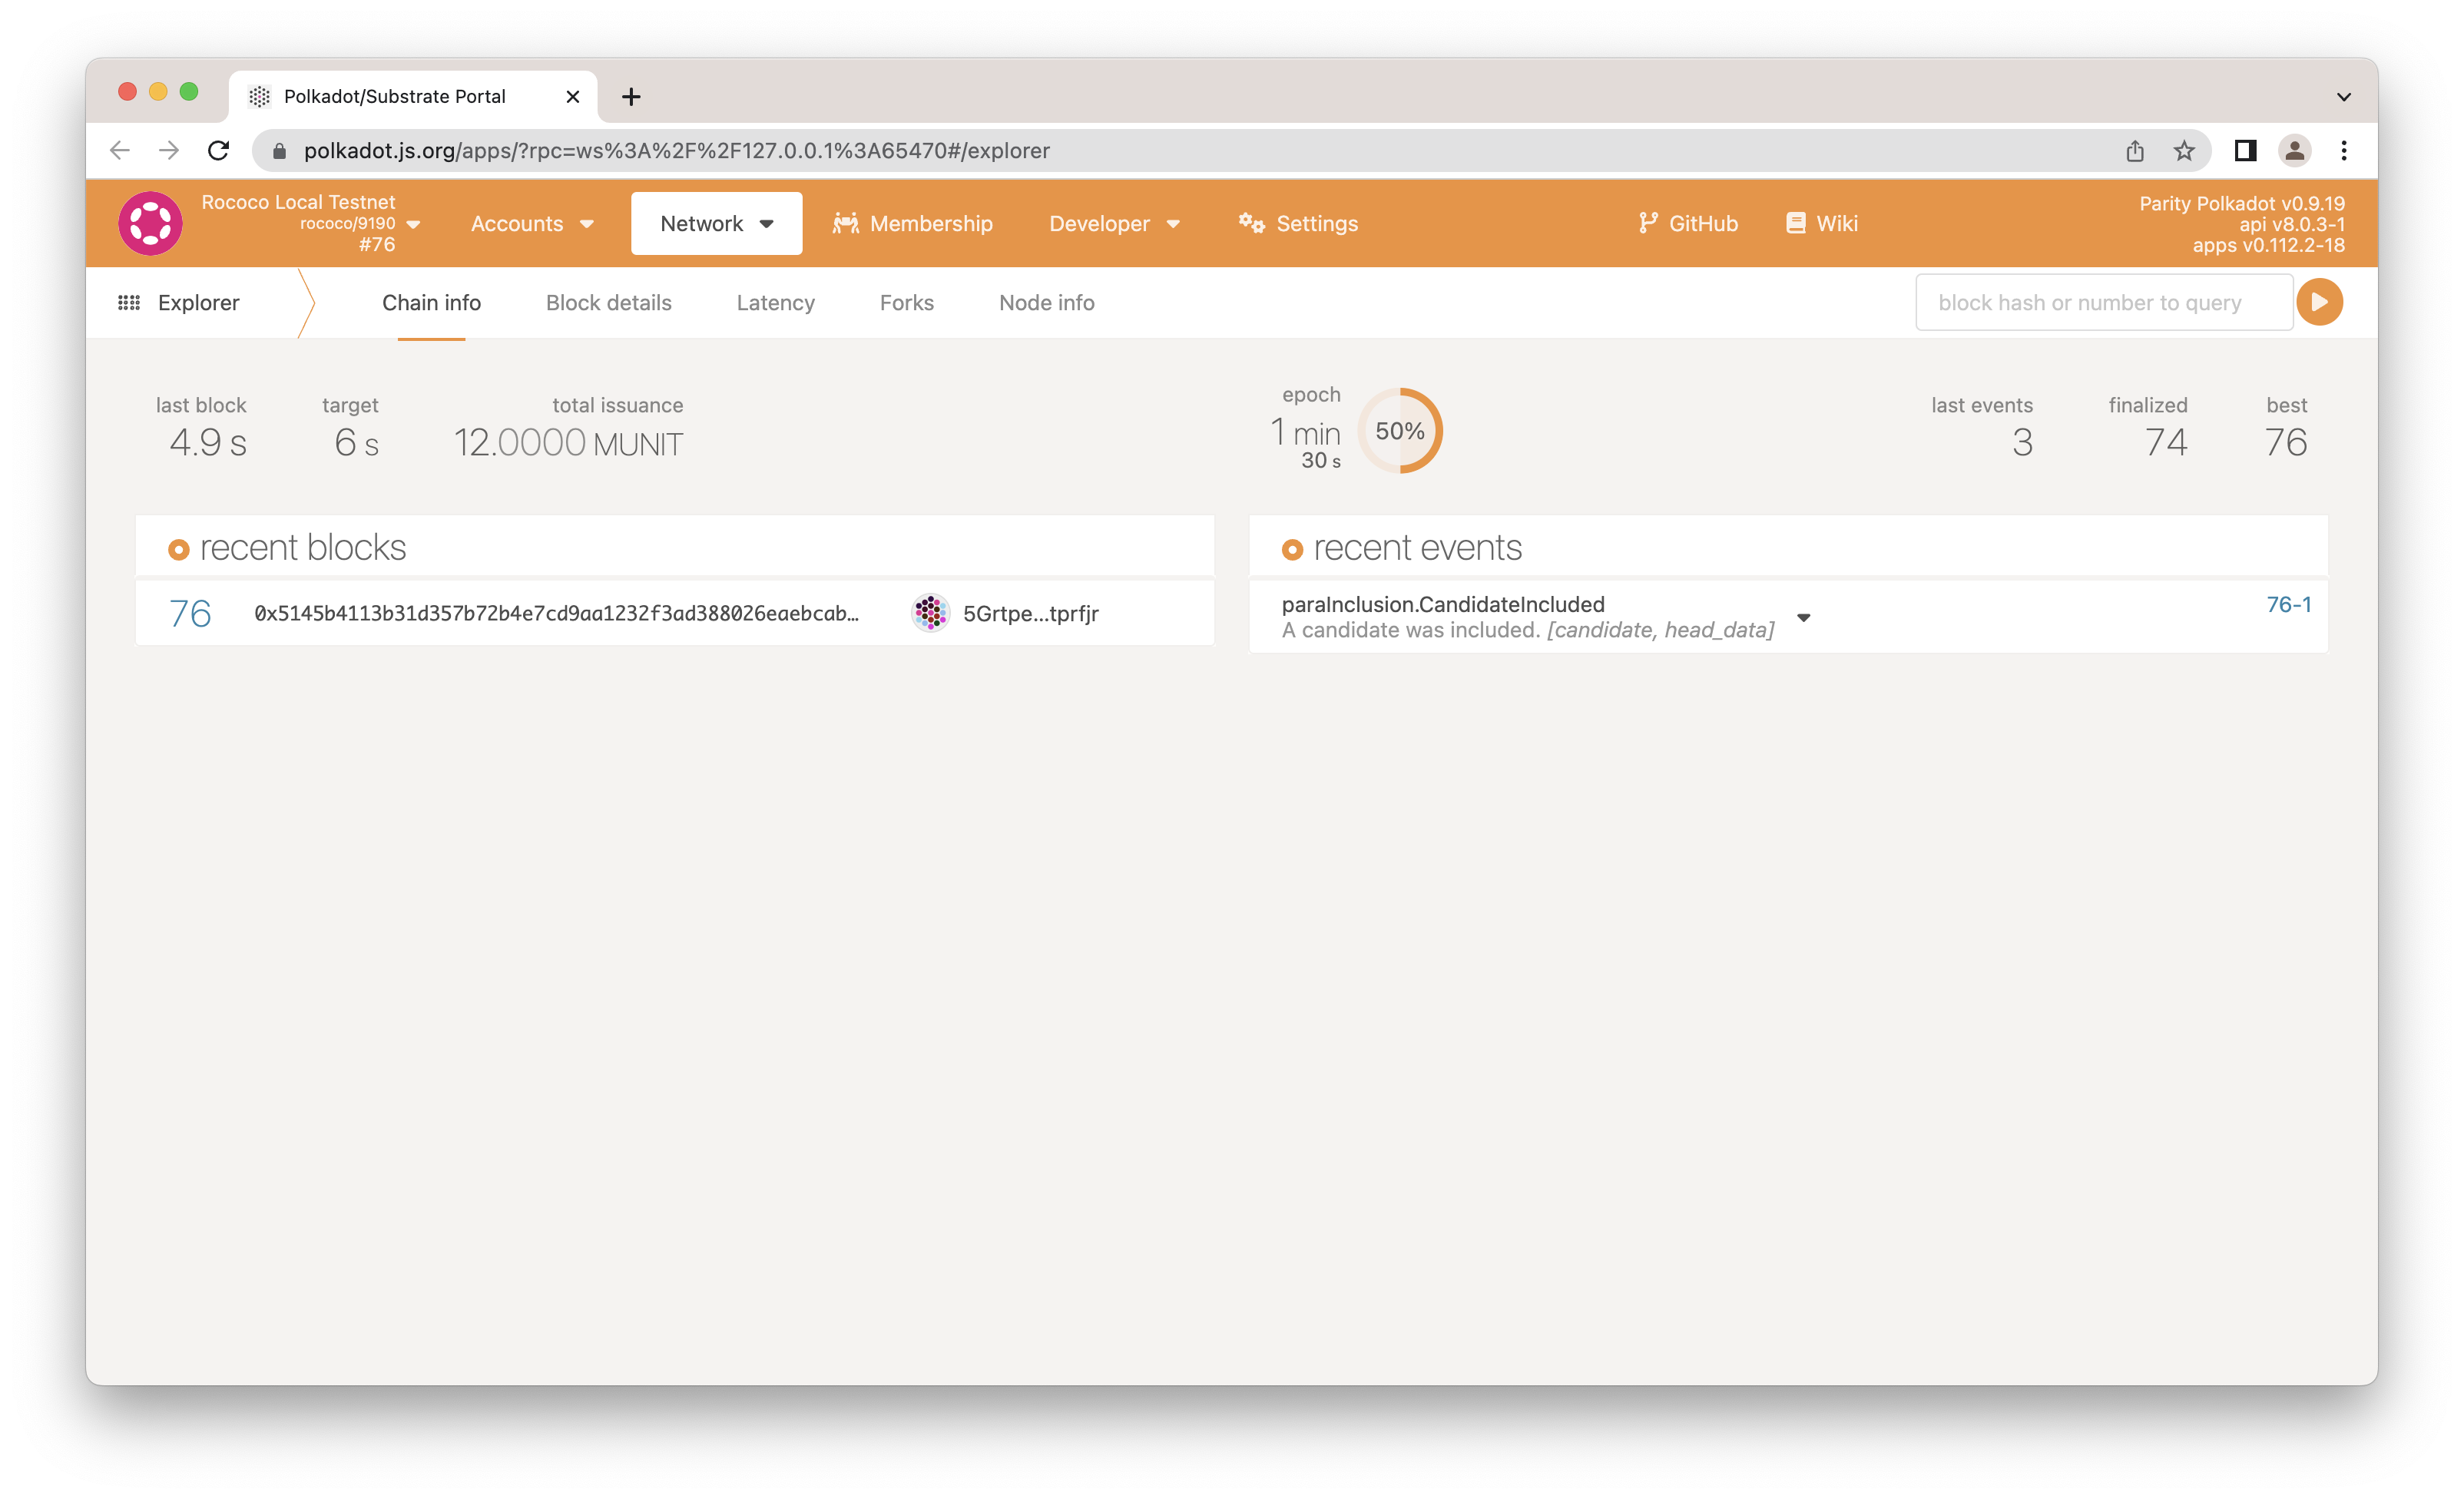 Polkadot/Substrate Portal
polkadot.js.org/apps/?rpc=ws%3A%2F%2F127.0.0.1%3A65470#/explorer
Rococo Local Testnet
rococo/9190
#76
Accounts
Network
Membership
Developer
Settings
GitHub
Wiki
Parity Polkadot v0.9.19
api v8.0.3-1
apps v0.112.2-18
Explorer
Chain info
Block details
Latency
Forks
Node info
block hash or number to query
last block
4.9 s
target
6 s
total issuance
12.0000 MUNIT
epoch
1 min
30 s
50%
last events
3
finalized
74
best
76
recent blocks
76 0x5145b4113b31d357b72b4e7cd9aa1232f3ad388026eaebcab… 5Grtpe…tprfjr
recent events
paraInclusion.CandidateIncluded
A candidate was included. [candidate, head_data]
76-1